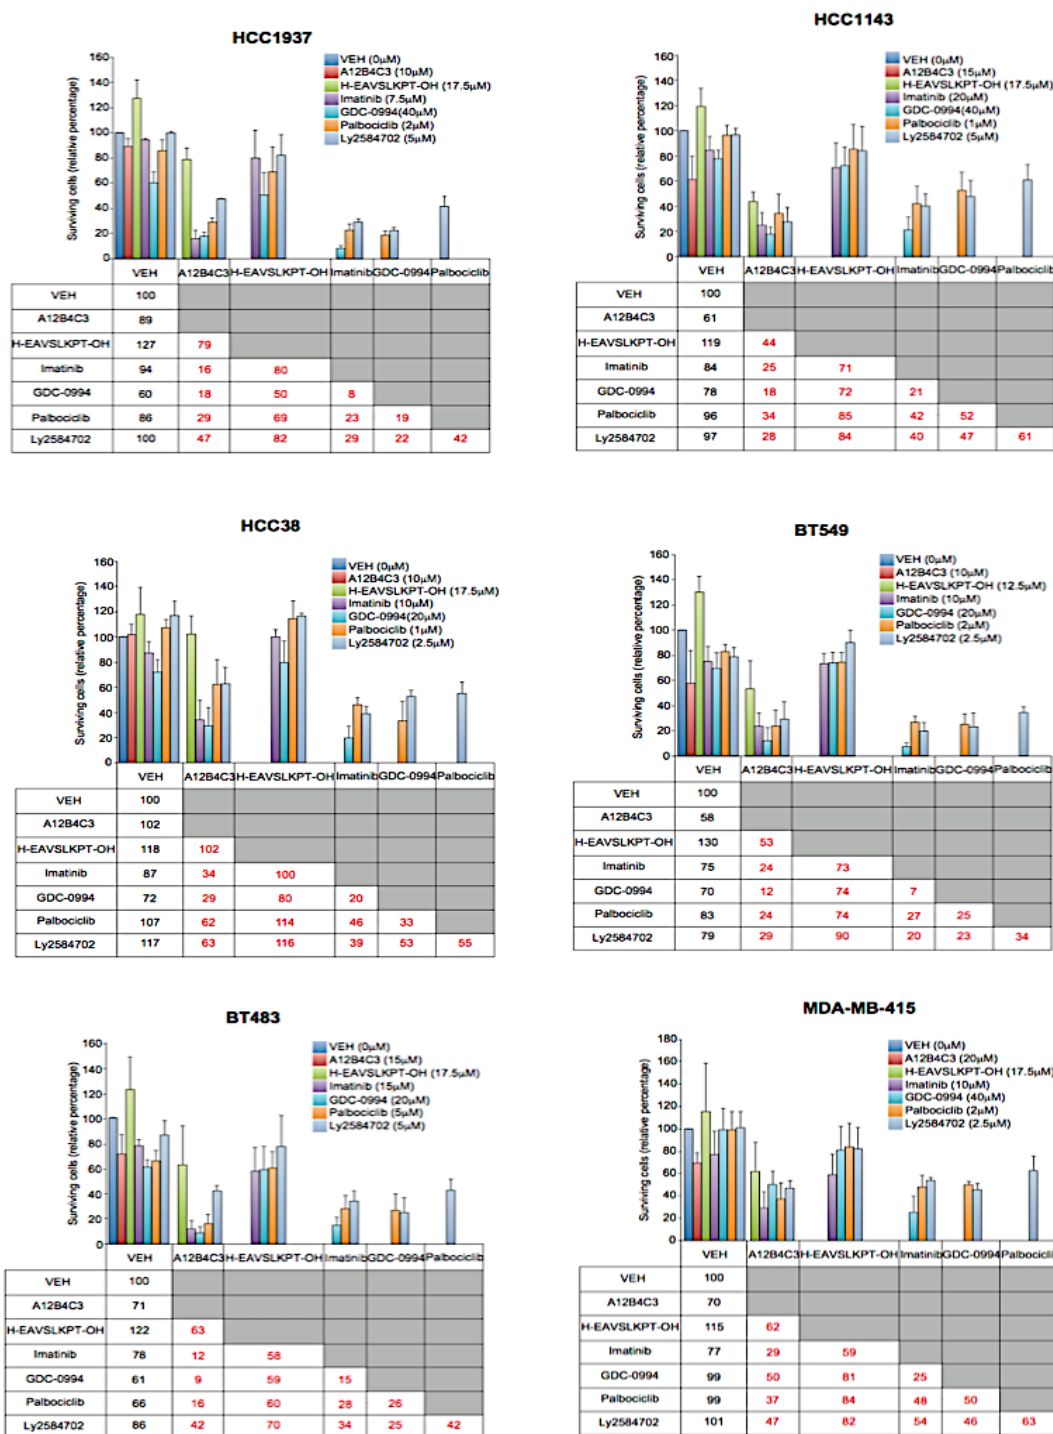 HCC1937
VEH (0µM)
A12B4C3 (10µM)
H-EAVSLKPT-OH (17.5µM)
Imatinib (7.5µM)
GDC-0994(40µM)
Palbociclib (2µM)
Ly2584702 (5µM)
Surviving cells (relative percentage)
160
140
120
100
80
60
40
20
0
VEH A12B4C3 H-EAVSLKPT-OH Imatinib GDC-0994 Palbociclib
VEH 100
A12B4C3 89
H-EAVSLKPT-OH 127 79
Imatinib 94 16 80
GDC-0994 60 18 50 8
Palbociclib 86 29 69 23 19
Ly2584702 100 47 82 29 22 42
HCC1143
VEH (0µM)
A12B4C3 (15µM)
H-EAVSLKPT-OH (17.5µM)
Imatinib (20µM)
GDC-0994 (40µM)
Palbociclib (1µM)
Ly2584702 (5µM)
Surviving cells (relative percentage)
160
140
120
100
80
60
40
20
0
VEH A12B4C3 H-EAVSLKPT-OH Imatinib GDC-0994 Palbociclib
VEH 100
A12B4C3 61
H-EAVSLKPT-OH 119 44
Imatinib 84 25 71
GDC-0994 78 18 72 21
Palbociclib 96 34 85 42 52
Ly2584702 97 28 84 40 47 61
HCC38
VEH (0µM)
A12B4C3 (10µM)
H-EAVSLKPT-OH (17.5µM)
Imatinib (10µM)
GDC-0994(20µM)
Palbociclib (1µM)
Ly2584702 (2.5µM)
Surviving cells (relative percentage)
160
140
120
100
80
60
40
20
0
VEH A12B4C3 H-EAVSLKPT-OH Imatinib GDC-0994 Palbociclib
VEH 100
A12B4C3 102
H-EAVSLKPT-OH 118 102
Imatinib 87 34 100
GDC-0994 72 29 80 20
Palbociclib 107 62 114 46 33
Ly2584702 117 63 116 39 53 55
BT549
VEH (0µM)
A12B4C3 (10µM)
H-EAVSLKPT-OH (12.5µM)
Imatinib (10µM)
GDC-0994 (20µM)
Palbociclib (2µM)
Ly2584702 (2.5µM)
Surviving cells (relative percentage)
160
140
120
100
80
60
40
20
0
VEH A12B4C3 H-EAVSLKPT-OH Imatinib GDC-0994 Palbociclib
VEH 100
A12B4C3 58
H-EAVSLKPT-OH 130 53
Imatinib 75 24 73
GDC-0994 70 12 74 7
Palbociclib 83 24 74 27 25
Ly2584702 79 29 90 20 23 34
BT483
VEH (0µM)
A12B4C3 (15µM)
H-EAVSLKPT-OH (17.5µM)
Imatinib (15µM)
GDC-0994 (20µM)
Palbociclib (5µM)
Ly2584702 (5µM)
Surviving cells (relative percentage)
160
140
120
100
80
60
40
20
0
VEH A12B4C3 H-EAVSLKPT-OH Imatinib GDC-0994 Palbociclib
VEH 100
A12B4C3 71
H-EAVSLKPT-OH 122 63
Imatinib 78 12 58
GDC-0994 61 9 59 15
Palbociclib 66 16 60 28 26
Ly2584702 86 42 70 34 25 42
MDA-MB-415
VEH (0µM)
A12B4C3 (20µM)
H-EAVSLKPT-OH (17.5µM)
Imatinib (10µM)
GDC-0994 (40µM)
Palbociclib (2µM)
Ly2584702 (2.5µM)
Surviving cells (relative percentage)
180
160
140
120
100
80
60
40
20
0
VEH A12B4C3 H-EAVSLKPT-OH Imatinib GDC-0994 Palbociclib
VEH 100
A12B4C3 70
H-EAVSLKPT-OH 115 62
Imatinib 77 29 59
GDC-0994 99 50 81 25
Palbociclib 99 37 84 48 50
Ly2584702 101 47 82 54 46 63